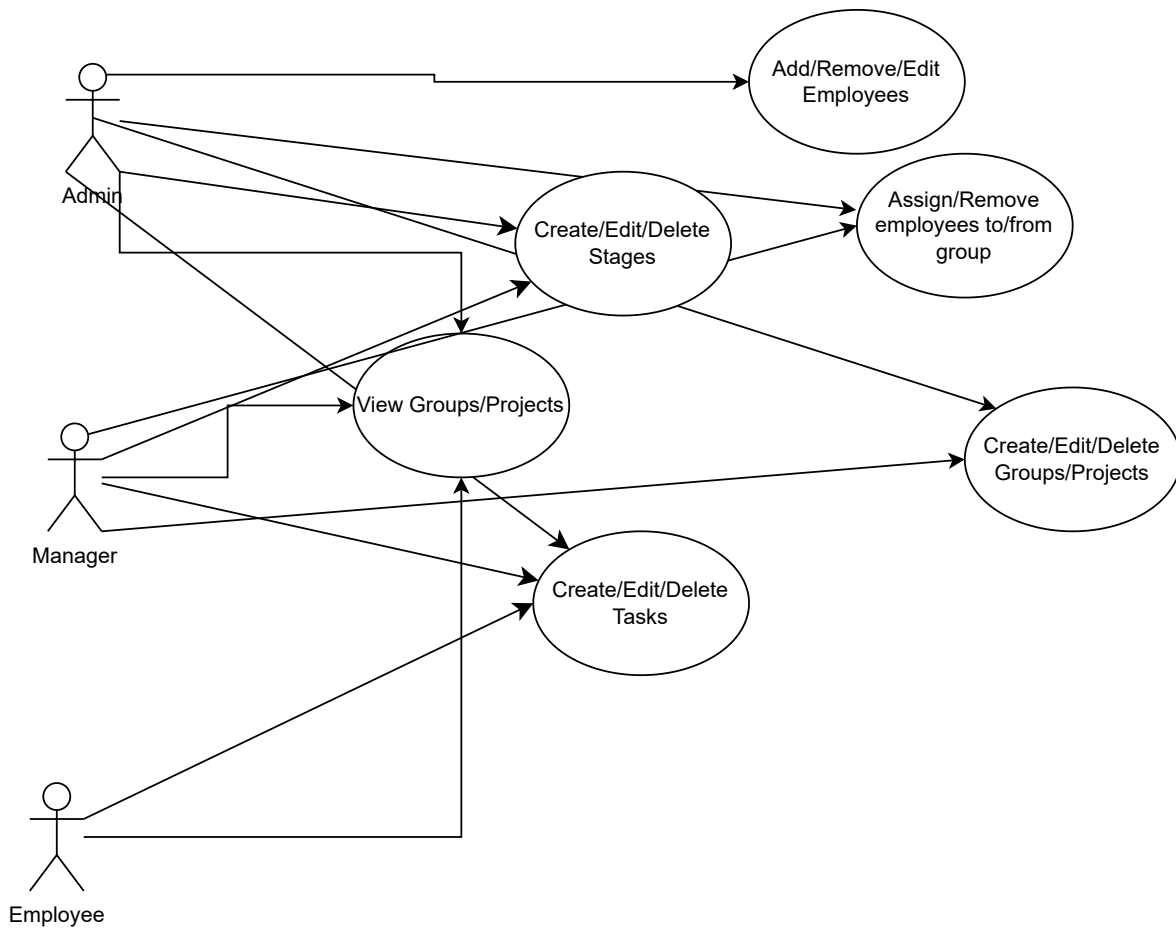 Add/Remove/Edit
Employees
Admin
Assign/Remove
employees to/from
group
Create/Edit/Delete
Stages
View Groups/Projects
Create/Edit/Delete
Groups/Projects
Manager
Create/Edit/Delete
Tasks
Employee